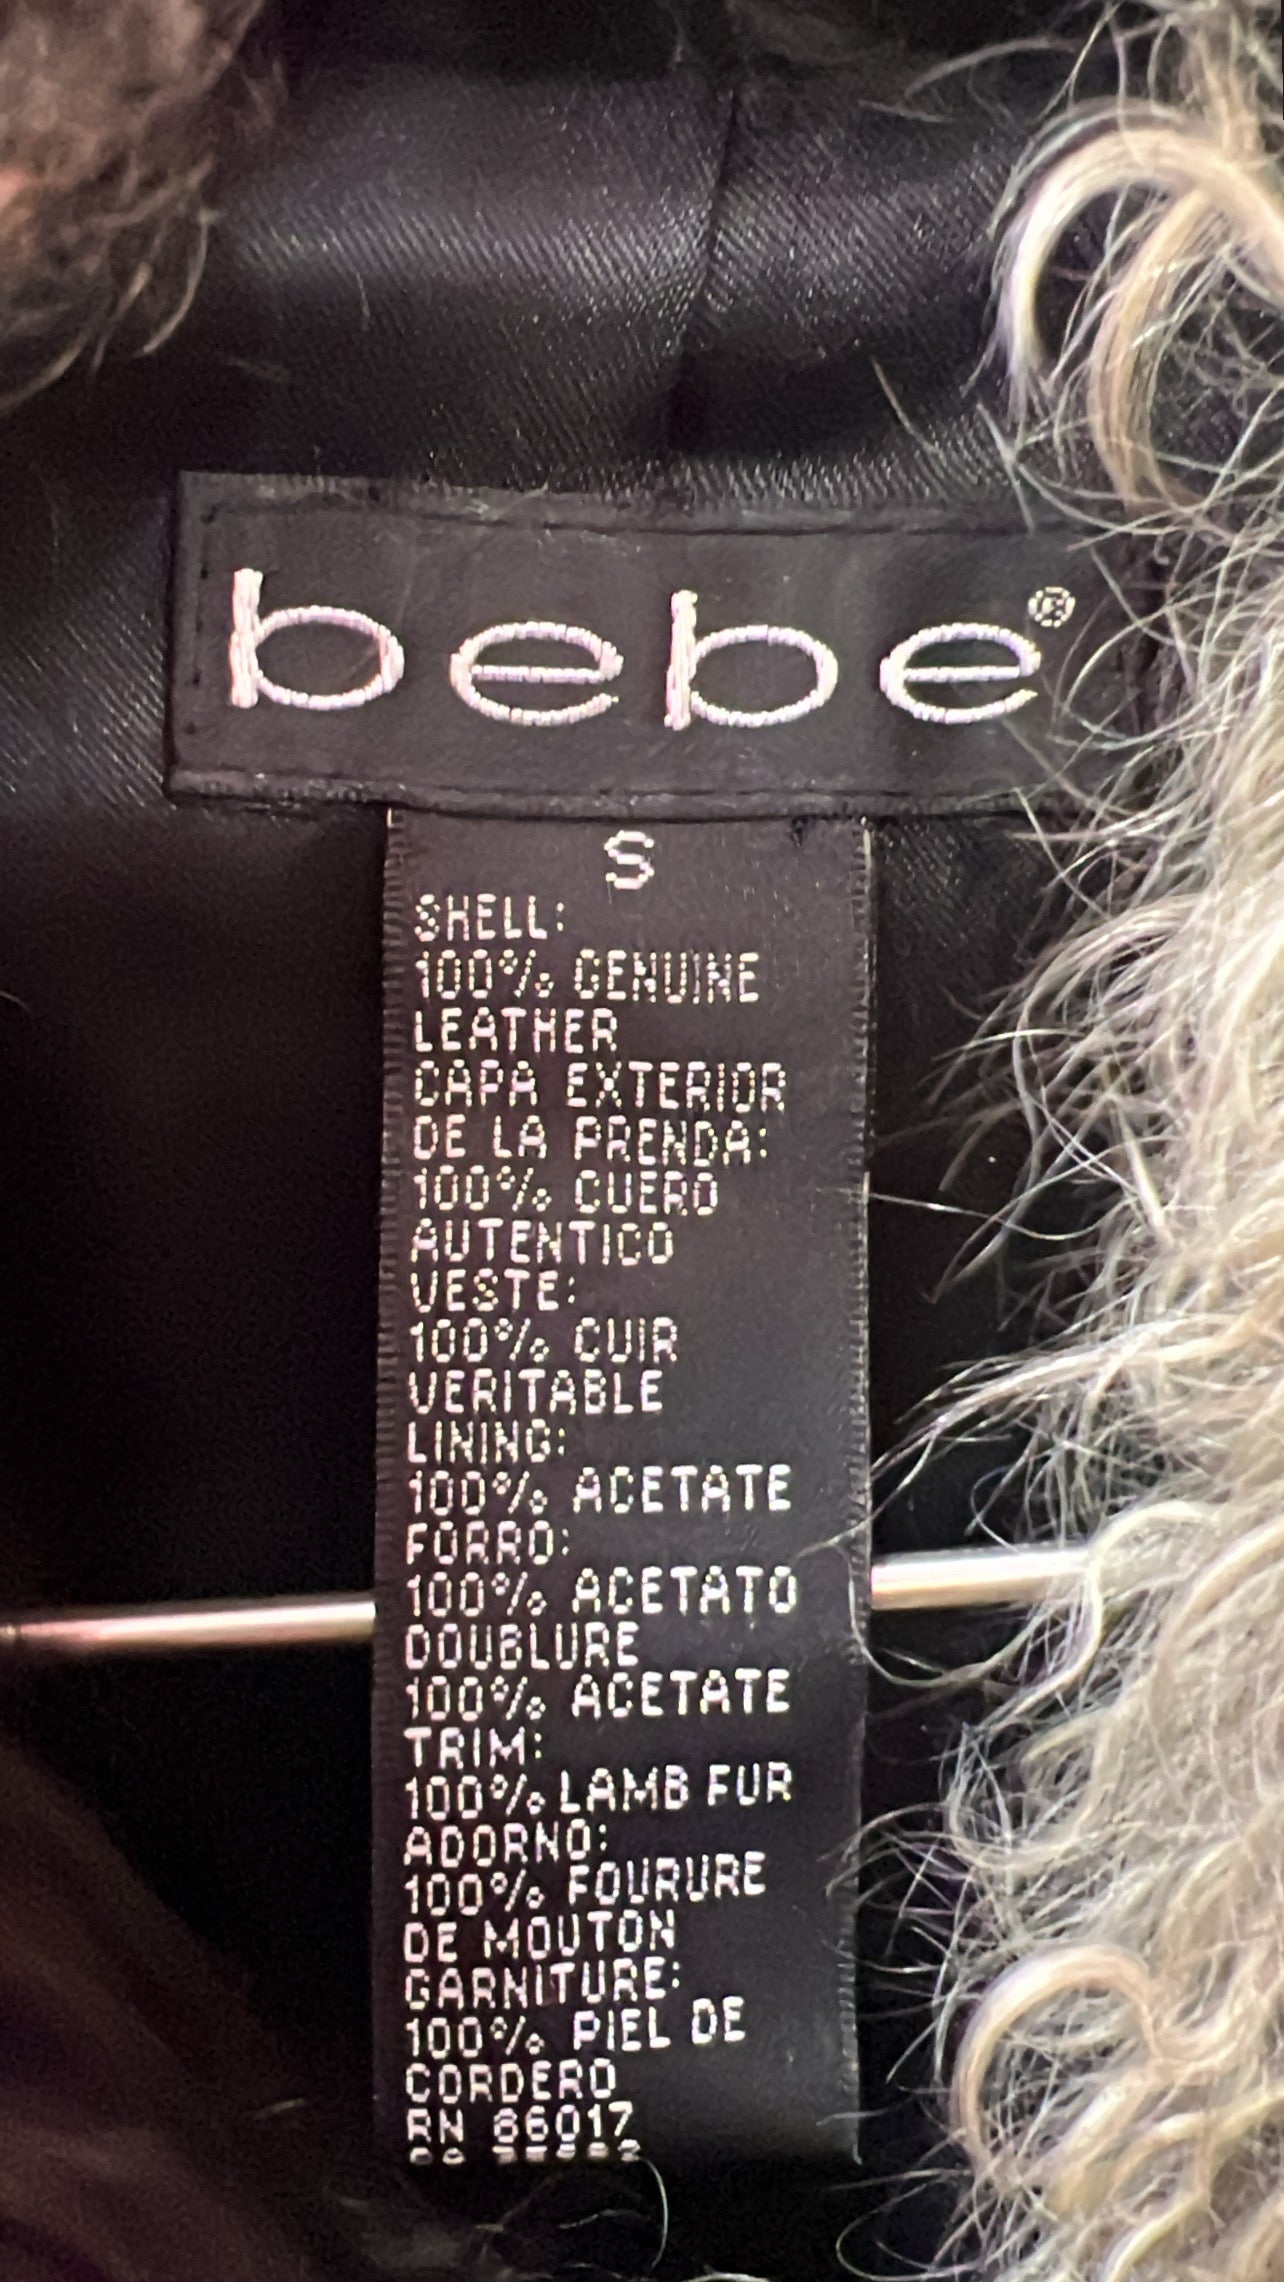 bebe®
S
SHELL:
100% GENUINE
LEATHER
CAPA EXTERIOR
DE LA PRENDA:
100% CUERO
AUTENTICO
VESTE:
100% CUIR
VERITABLE
LINING:
100% ACETATE
FORRO:
100% ACETATO
DOUBLURE
100% ACETATE
TRIM:
100% LAMB FUR
ADORNO:
100% FOURURE
DE MOUTON
GARNITURE:
100% PIEL DE
CORDERO
RN 66017